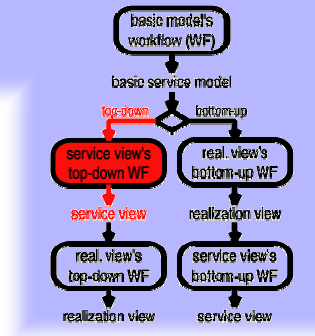 basic model's
workflow (WF)
basic service model
top-down bottom-up
service view's
top-down WF
real. view's
bottom-up WF
service view
realization view
real. view's
top-down WF
service view's
bottom-up WF
realization view
service view